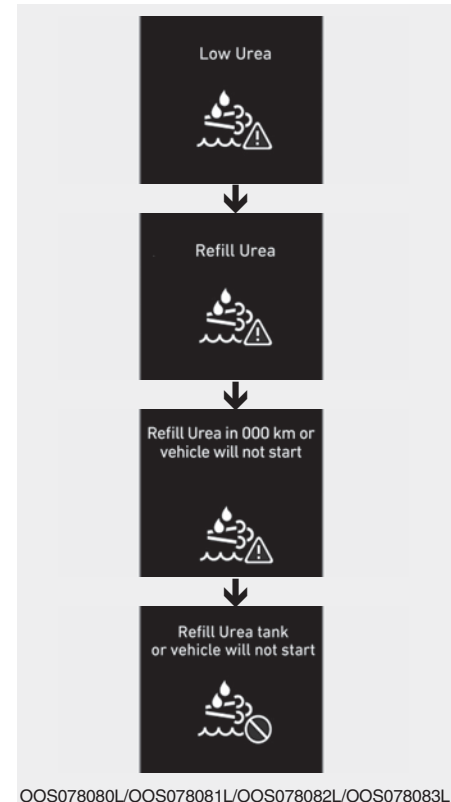 Low Urea
Refill Urea
Refill Urea in 000 km or
vehicle will not start
Refill Urea tank
or vehicle will not start
OOS078080L/OOS078081L/OOS078082L/OOS078083L